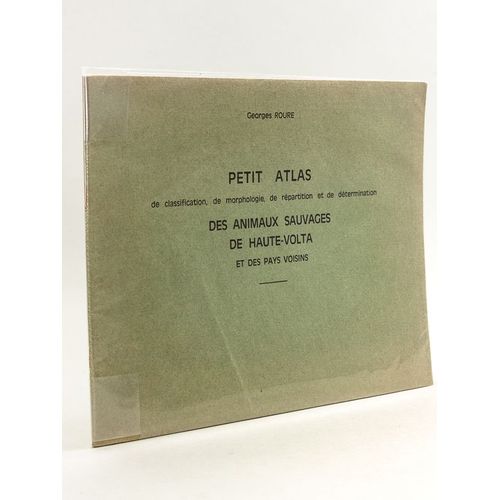 Georges ROURE
PETIT ATLAS
de classification, de morphologie, de répartition et de détermination
DES ANIMAUX SAUVAGES
DE HAUTE-VOLTA
ET DES PAYS VOISINS